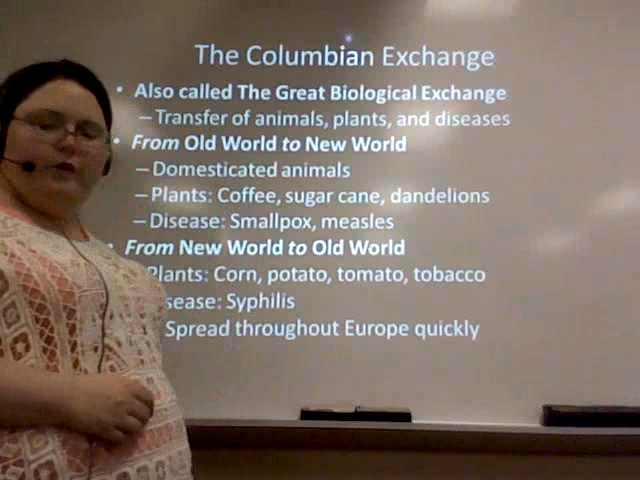 The Columbian Exchange
• Also called The Great Biological Exchange
– Transfer of animals, plants, and diseases
• From Old World to New World
– Domesticated animals
– Plants: Coffee, sugar cane, dandelions
– Disease: Smallpox, measles
• From New World to Old World
Plants: Corn, potato, tomato, tobacco
sease: Syphilis
Spread throughout Europe quickly